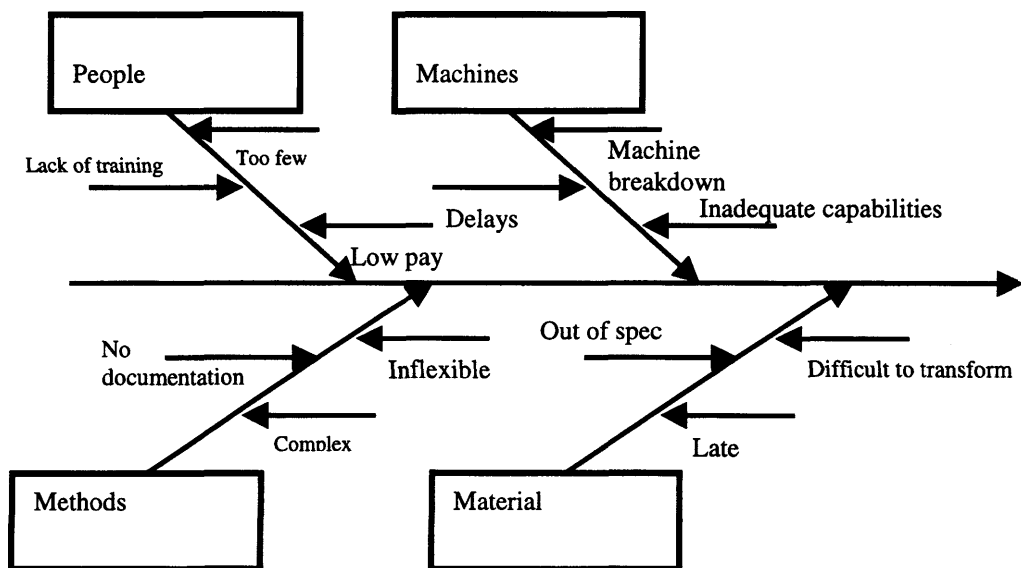 People
Machines
Too few
Lack of training
Machine
breakdown
Delays
Inadequate capabilities
Low pay
Out of spec
No
documentation
Inflexible
Difficult to transform
Complex
Late
Methods
Material